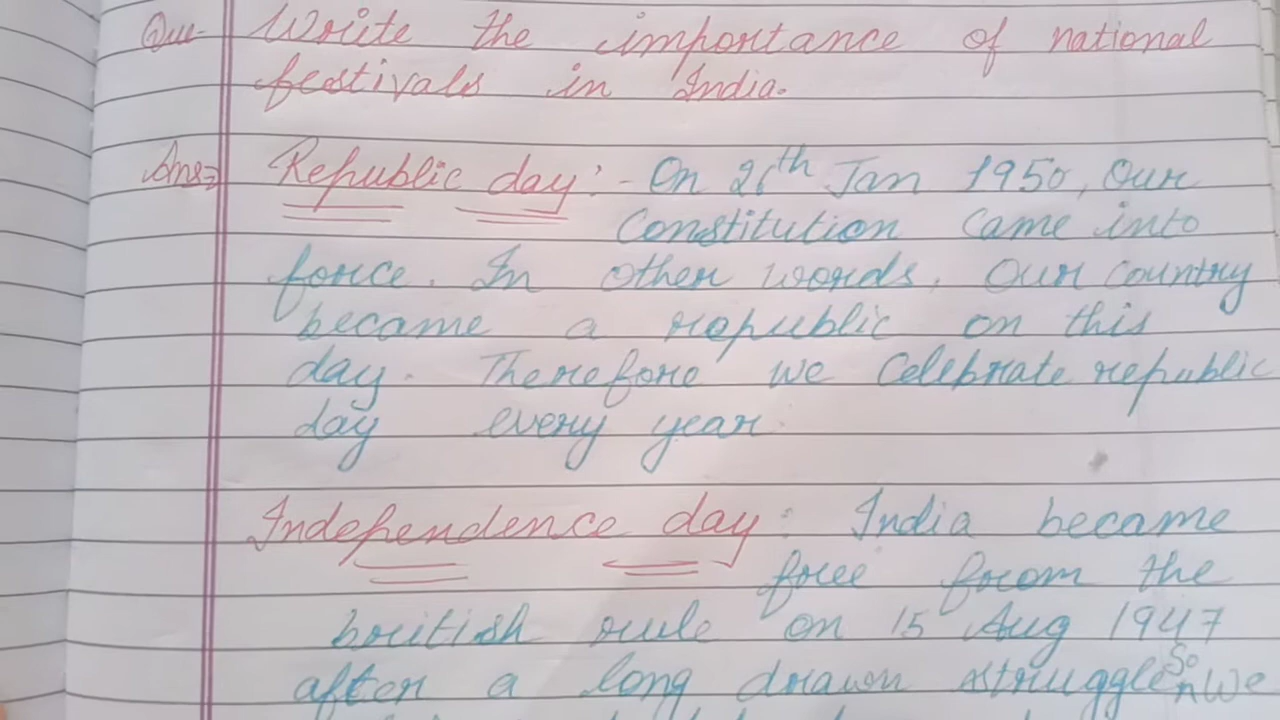 Que- Write the importance of national
festivals in India.
Ans⇒ Republic day:- On 26th Jan 1950, Our
Constitution Came into
force. In other words, Our Country
became a republic on this
day. Therefore we Celebrate republic
day every year.
Independence day: India became
free from the
british rule on 15 Aug 1947
after a long drawn struggle So we